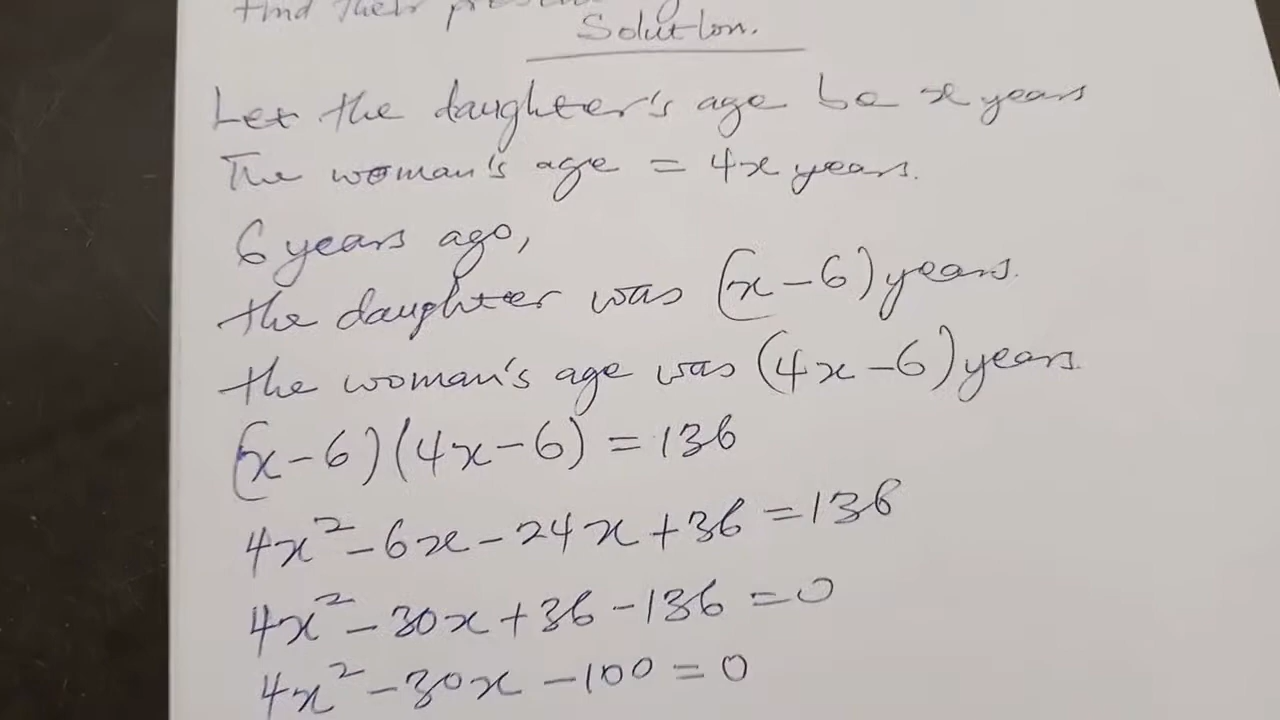 find their
Solution.
Let the daughter's age be x years
The woman's age = 4x years.
6 years ago,
the daughter was (x-6) years.
the woman's age was (4x-6) years.
(x-6)(4x-6) = 136
4x² - 6x - 24x + 36 = 136
4x² - 30x + 36 - 136 = 0
4x² - 30x - 100 = 0